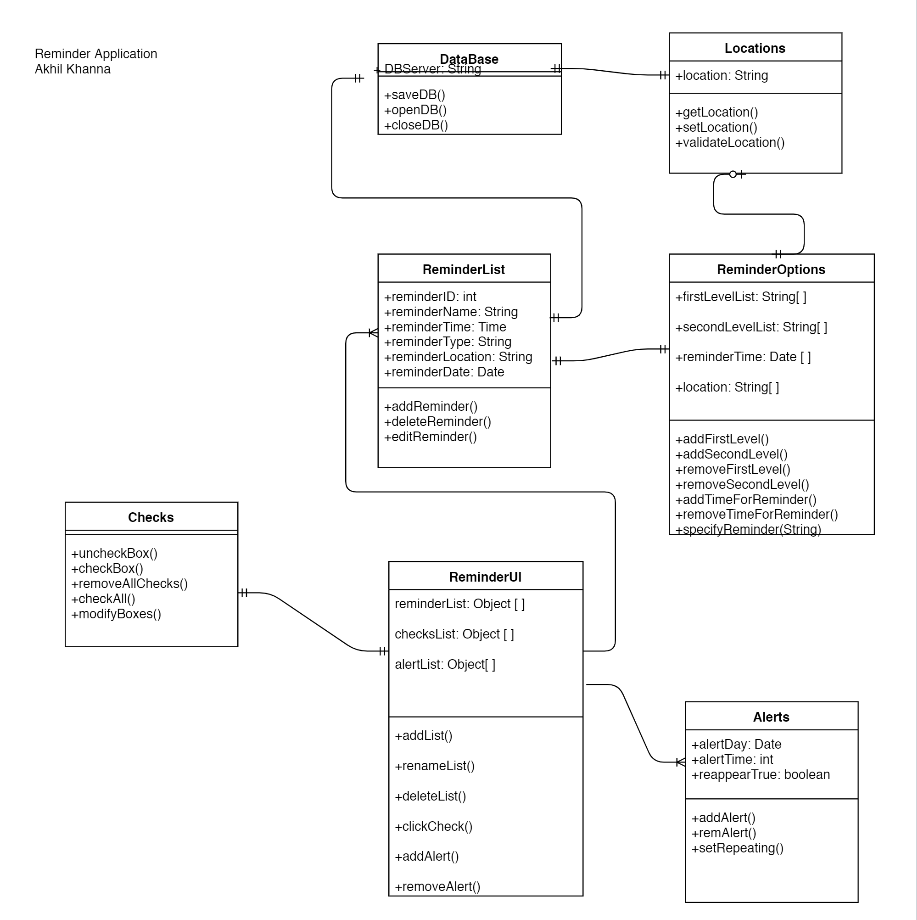 Reminder Application
Akhil Khanna
DataBase
+ DBServer: String
+saveDB()
+openDB()
+closeDB()
Locations
+location: String
+getLocation()
+setLocation()
+validateLocation()
ReminderList
+reminderID: int
+reminderName: String
+reminderTime: Time
+reminderType: String
+reminderLocation: String
+reminderDate: Date
+addReminder()
+deleteReminder()
+editReminder()
ReminderOptions
+firstLevelList: String[ ]
+secondLevelList: String[ ]
+reminderTime: Date [ ]
+location: String[ ]
+addFirstLevel()
+addSecondLevel()
+removeFirstLevel()
+removeSecondLevel()
+addTimeForReminder()
+removeTimeForReminder()
+specifyReminder(String)
Checks
+uncheckBox()
+checkBox()
+removeAllChecks()
+checkAll()
+modifyBoxes()
ReminderUI
reminderList: Object [ ]
checksList: Object [ ]
alertList: Object[ ]
+addList()
+renameList()
+deleteList()
+clickCheck()
+addAlert()
+removeAlert()
Alerts
+alertDay: Date
+alertTime: int
+reappearTrue: boolean
+addAlert()
+remAlert()
+setRepeating()